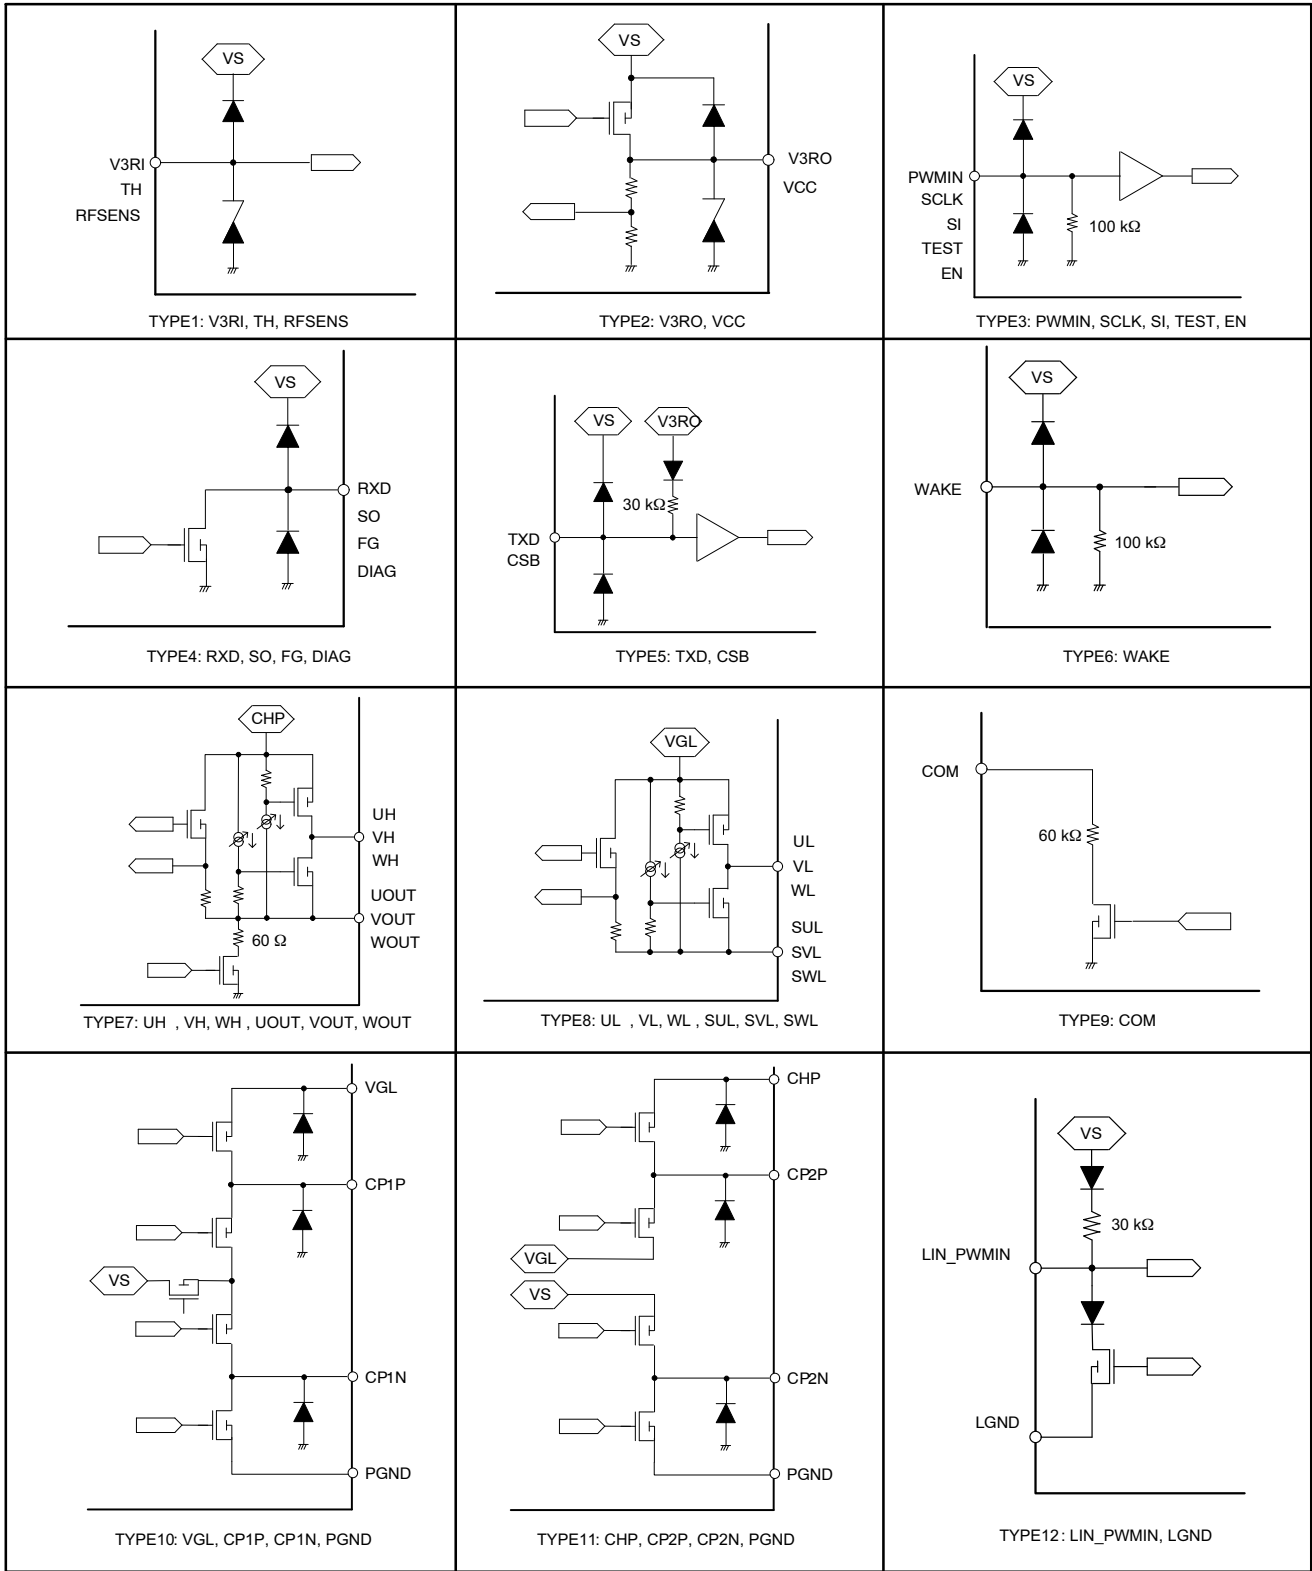 VS
V3RI
TH
RFSENS
TYPE1: V3RI, TH, RFSENS
VS
V3RO
VCC
TYPE2: V3RO, VCC
VS
PWMIN
SCLK
SI
TEST
EN
100 kΩ
TYPE3: PWMIN, SCLK, SI, TEST, EN
VS
RXD
SO
FG
DIAG
TYPE4: RXD, SO, FG, DIAG
VS
V3RO
30 kΩ
TXD
CSB
TYPE5: TXD, CSB
VS
WAKE
100 kΩ
TYPE6: WAKE
CHP
UH
VH
WH
UOUT
VOUT
WOUT
60 Ω
TYPE7: UH , VH, WH , UOUT, VOUT, WOUT
VGL
UL
VL
WL
SUL
SVL
SWL
TYPE8: UL , VL, WL , SUL, SVL, SWL
COM
60 kΩ
TYPE9: COM
VGL
CP1P
VS
CP1N
PGND
TYPE10: VGL, CP1P, CP1N, PGND
CHP
CP2P
VGL
VS
CP2N
PGND
TYPE11: CHP, CP2P, CP2N, PGND
VS
30 kΩ
LIN_PWMIN
LGND
TYPE12: LIN_PWMIN, LGND